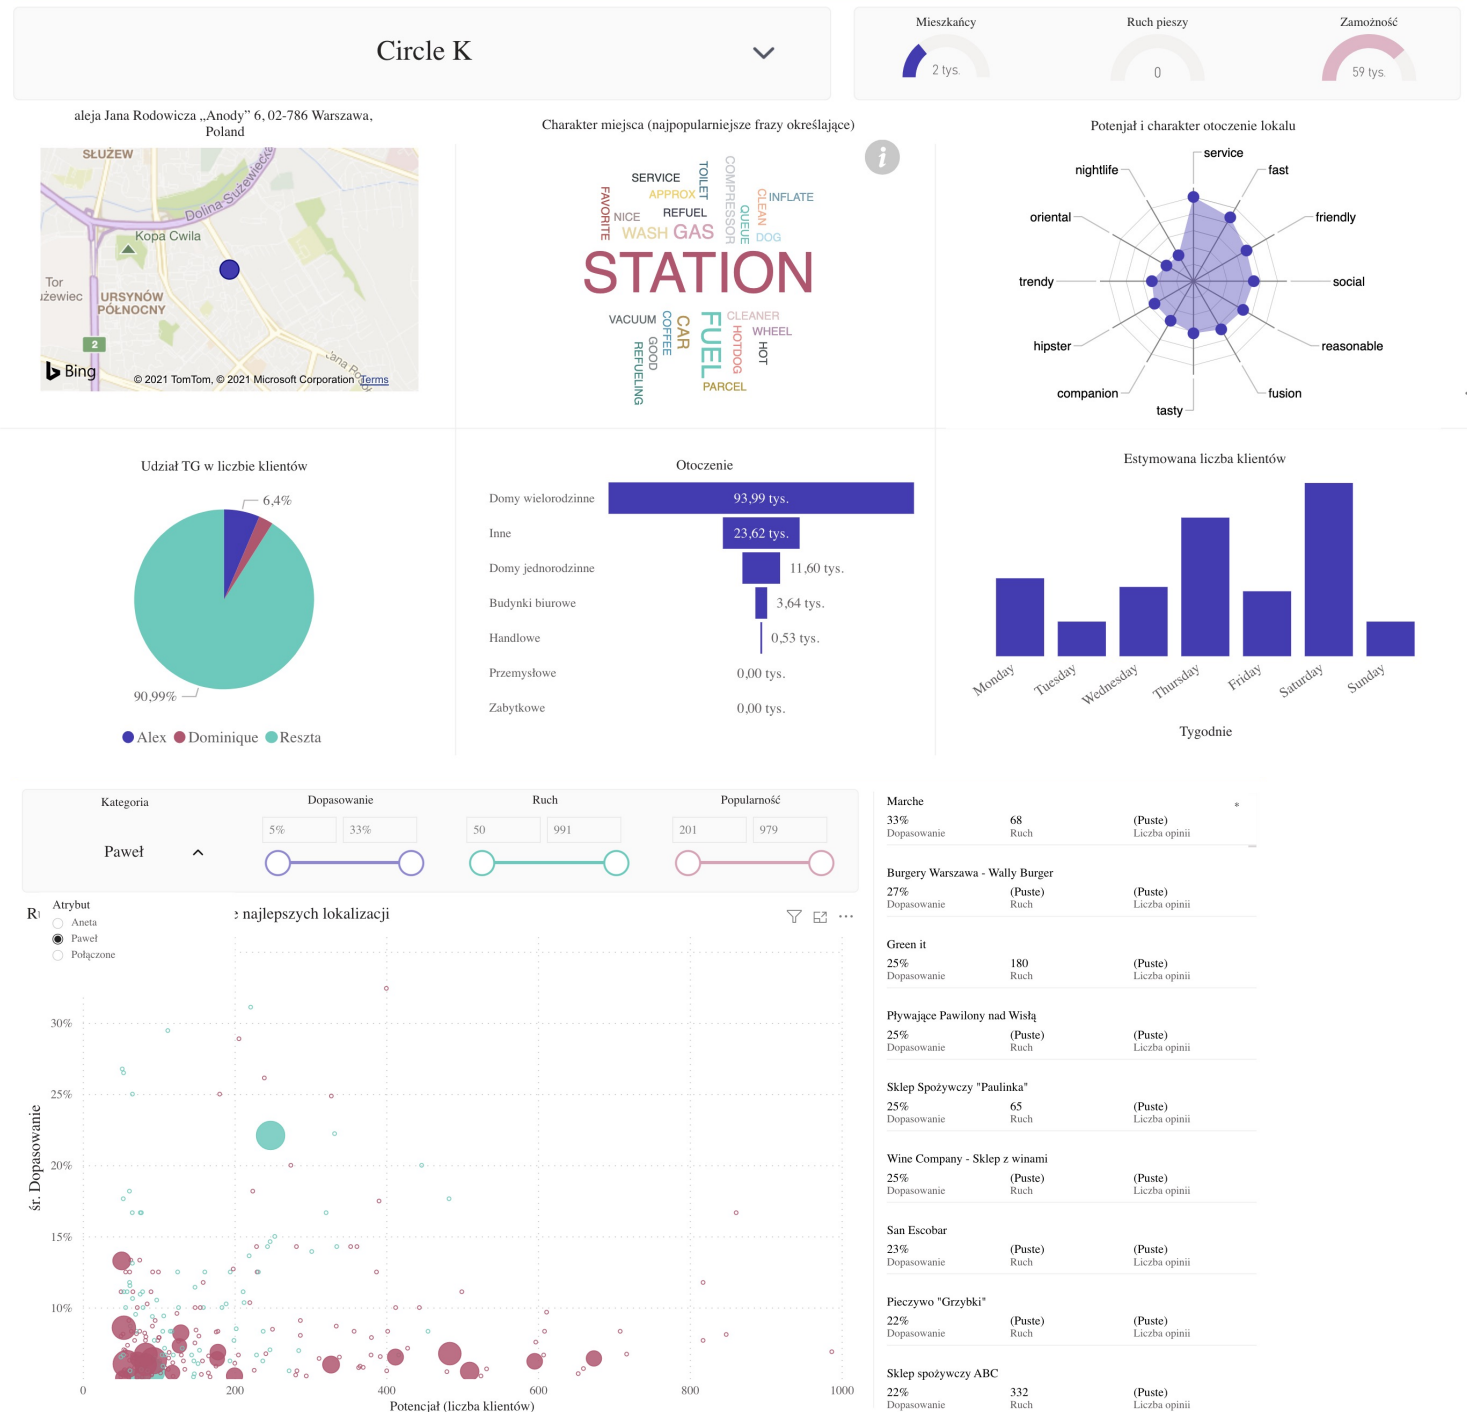 Circle K
Mieszkańcy
2 tys.
Ruch pieszy
0
Zamożność
59 tys.
aleja Jana Rodowicza „Anody” 6, 02-786 Warszawa,
Poland
SŁUŻEW
Dolina Służewiecka
Kopa Cwila
Tor
URSYNÓW
PÓŁNOCNY
2
Bing
© 2021 TomTom, © 2021 Microsoft Corporation Terms
Charakter miejsca (najpopularniejsze frazy określające)
i
SERVICE
TOILET
COMPRESSOR
APPROX
FAVORITE
NICE
REFUEL
CLEAN
INFLATE
QUEUE
WASH
GAS
DOG
STATION
VACUUM
COFFEE
CAR
FUEL
CLEANER
HOTDOG
WHEEL
REFUELING
GOOD
HOT
PARCEL
Potenjał i charakter otoczenie lokalu
service
nightlife
fast
oriental
friendly
trendy
social
hipster
reasonable
companion
fusion
tasty
Udział TG w liczbie klientów
6,4%
90,99%
Alex Dominique Reszta
Otoczenie
Domy wielorodzinne 93,99 tys.
Inne 23,62 tys.
Domy jednorodzinne 11,60 tys.
Budynki biurowe 3,64 tys.
Handlowe 0,53 tys.
Przemysłowe 0,00 tys.
Zabytkowe 0,00 tys.
Estymowana liczba klientów
Monday Tuesday Wednesday Thursday Friday Saturday Sunday
Tygodnie
Kategoria
Paweł
Dopasowanie
5% 33%
Ruch
50 991
Popularność
201 979
Atrybut
Aneta
Paweł
Połączone
najlepszych lokalizacji
30%
25%
20%
15%
10%
śr. Dopasowanie
0 200 400 600 800 1000
Potencjał (liczba klientów)
Marche *
33% 68 (Puste)
Dopasowanie Ruch Liczba opinii
Burgery Warszawa - Wally Burger
27% (Puste) (Puste)
Dopasowanie Ruch Liczba opinii
Green it
25% 180 (Puste)
Dopasowanie Ruch Liczba opinii
Pływające Pawilony nad Wisłą
25% (Puste) (Puste)
Dopasowanie Ruch Liczba opinii
Sklep Spożywczy "Paulinka"
25% 65 (Puste)
Dopasowanie Ruch Liczba opinii
Wine Company - Sklep z winami
25% (Puste) (Puste)
Dopasowanie Ruch Liczba opinii
San Escobar
23% (Puste) (Puste)
Dopasowanie Ruch Liczba opinii
Pieczywo "Grzybki"
22% (Puste) (Puste)
Dopasowanie Ruch Liczba opinii
Sklep spożywczy ABC
22% 332 (Puste)
Dopasowanie Ruch Liczba opinii